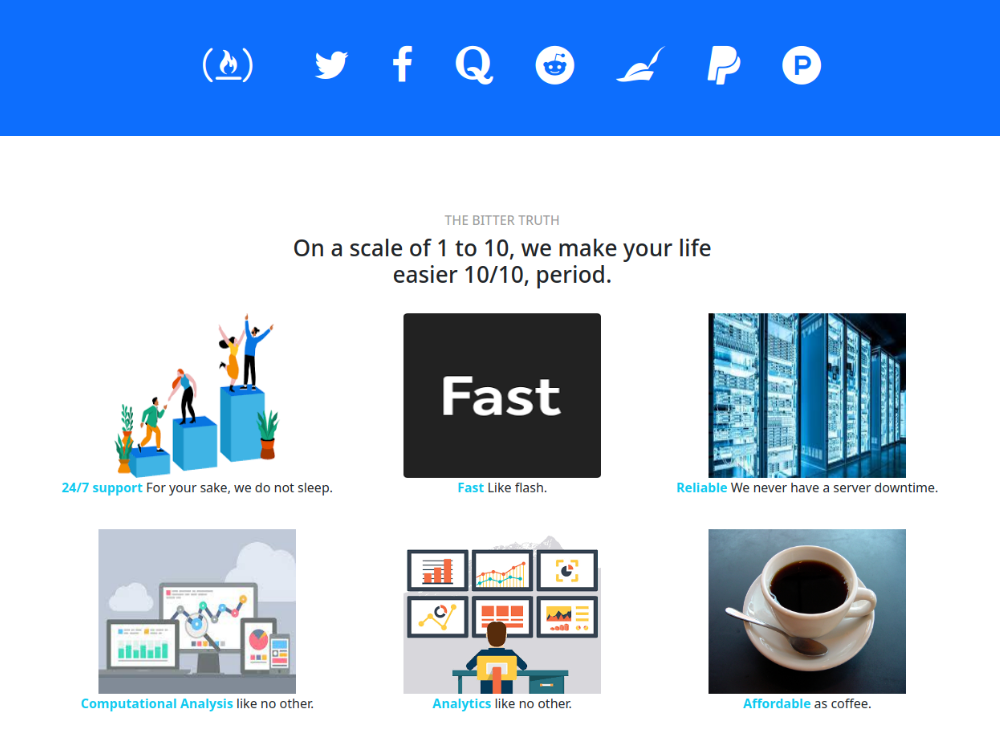 THE BITTER TRUTH
On a scale of 1 to 10, we make your life
easier 10/10, period.
Fast
24/7 support For your sake, we do not sleep.
Fast Like flash.
Reliable We never have a server downtime.
Computational Analysis like no other.
Analytics like no other.
Affordable as coffee.